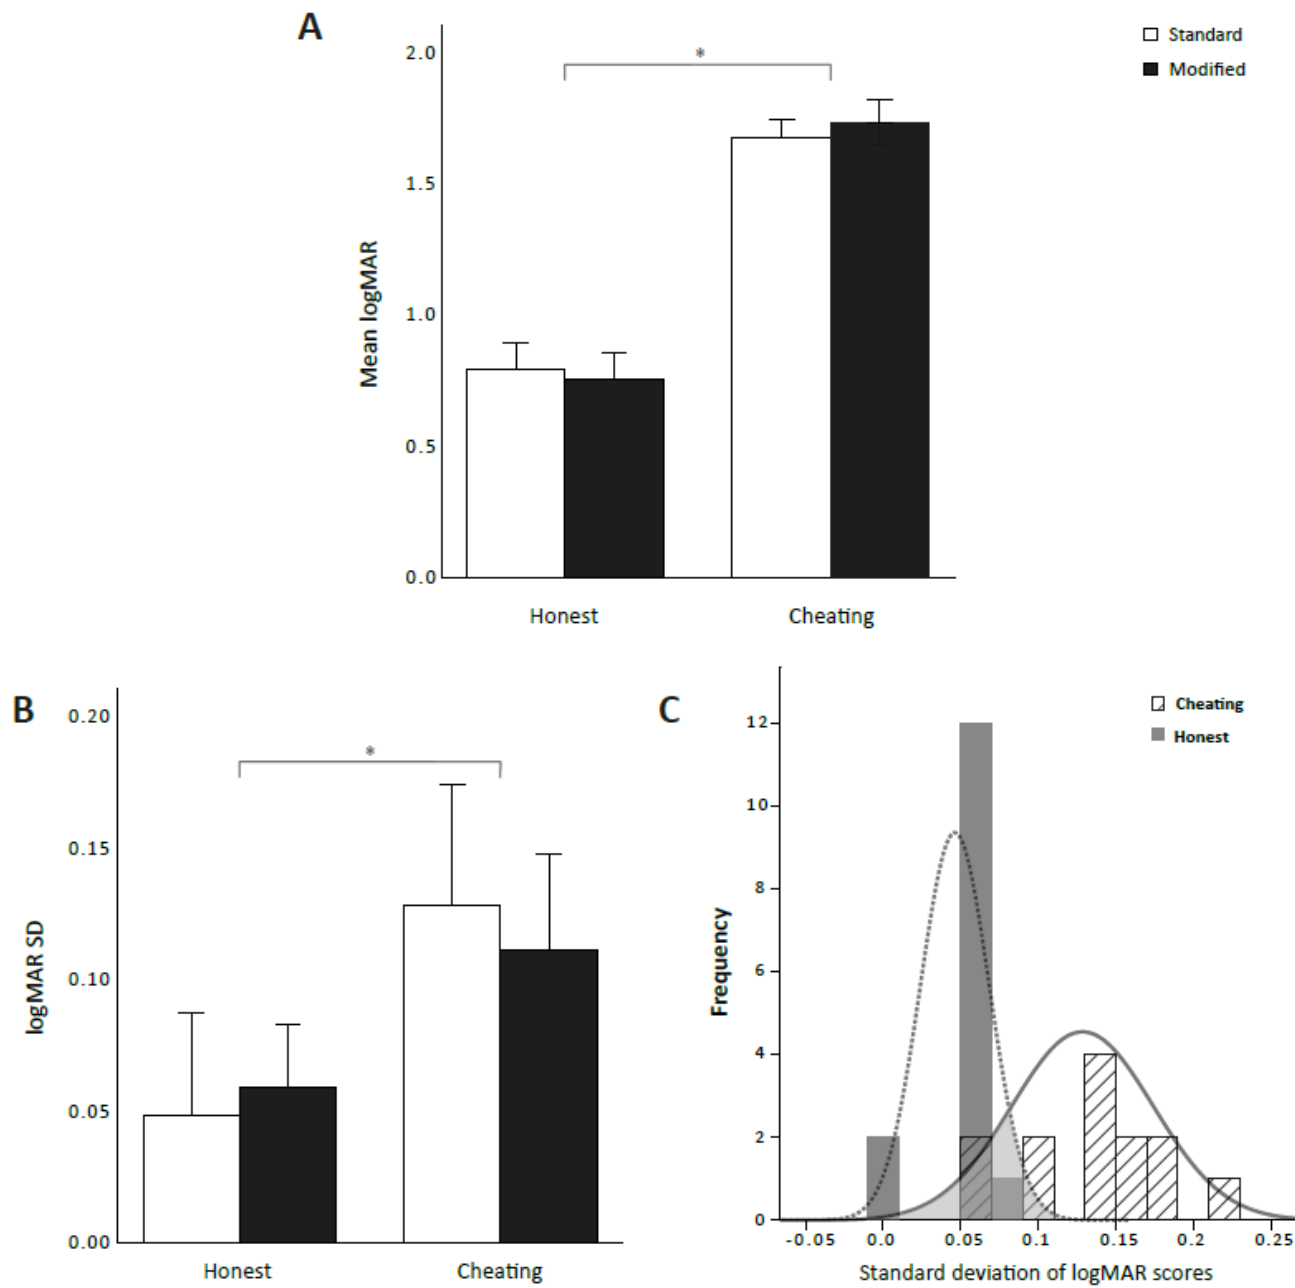 A
Standard
Modified
*
2.0
1.5
1.0
0.5
0.0
Mean logMAR
Honest Cheating
B
*
0.20
0.15
0.10
0.05
0.00
logMAR SD
Honest Cheating
C
Cheating
Honest
12
10
8
6
4
2
0
Frequency
-0.05 0.0 0.05 0.1 0.15 0.2 0.25
Standard deviation of logMAR scores